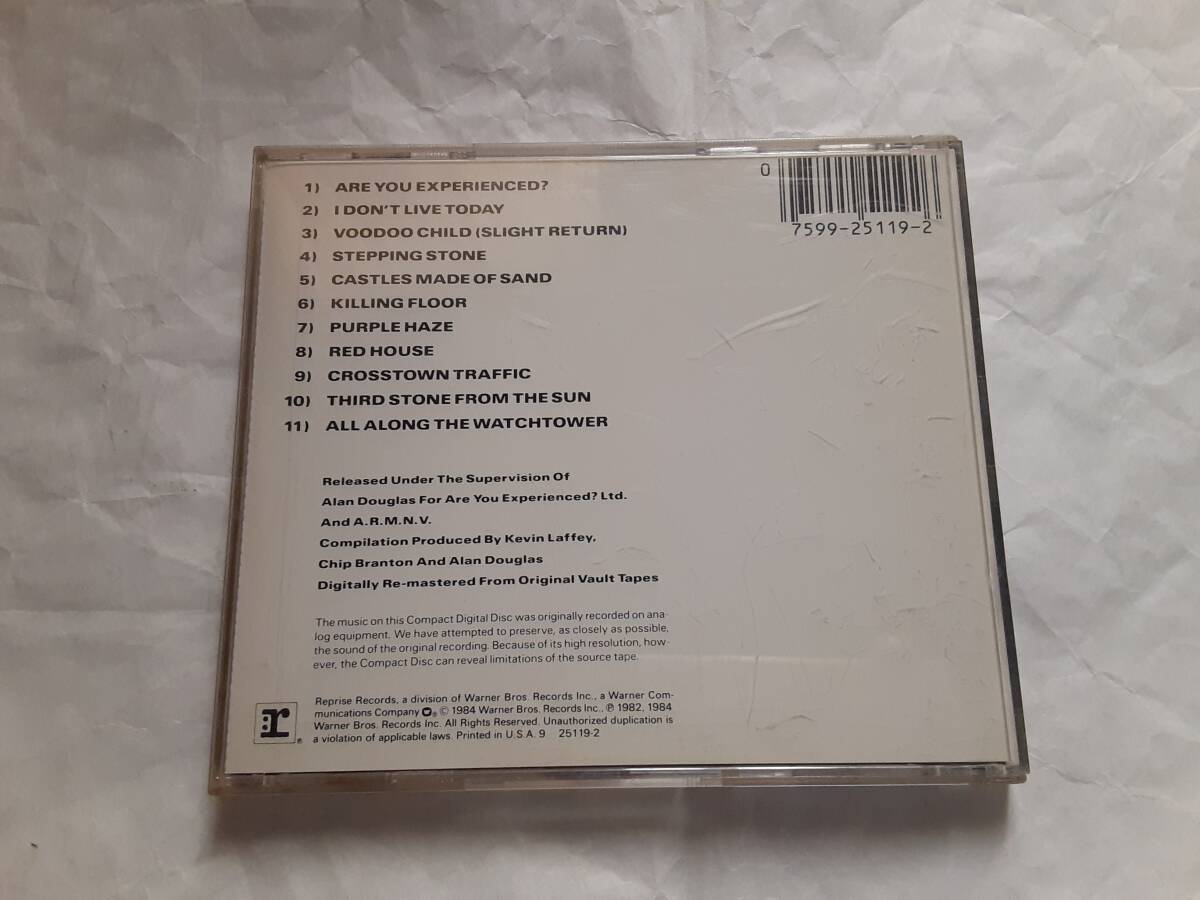 1) ARE YOU EXPERIENCED?
2) I DON'T LIVE TODAY
3) VOODOO CHILD (SLIGHT RETURN)
4) STEPPING STONE
5) CASTLES MADE OF SAND
6) KILLING FLOOR
7) PURPLE HAZE
8) RED HOUSE
9) CROSSTOWN TRAFFIC
10) THIRD STONE FROM THE SUN
11) ALL ALONG THE WATCHTOWER
0
7599-25119-2
Released Under The Supervision Of
Alan Douglas For Are You Experienced? Ltd.
And A.R.M.N.V.
Compilation Produced By Kevin Laffey,
Chip Branton And Alan Douglas
Digitally Re-mastered From Original Vault Tapes
The music on this Compact Digital Disc was originally recorded on ana-
log equipment. We have attempted to preserve, as closely as possible,
the sound of the original recording. Because of its high resolution, how-
ever, the Compact Disc can reveal limitations of the source tape.
:r®
Reprise Records, a division of Warner Bros. Records Inc., a Warner Com-
munications Company ® © 1984 Warner Bros. Records Inc., ℗ 1982, 1984
Warner Bros. Records Inc. All Rights Reserved. Unauthorized duplication is
a violation of applicable laws. Printed in U.S.A. 9 25119-2